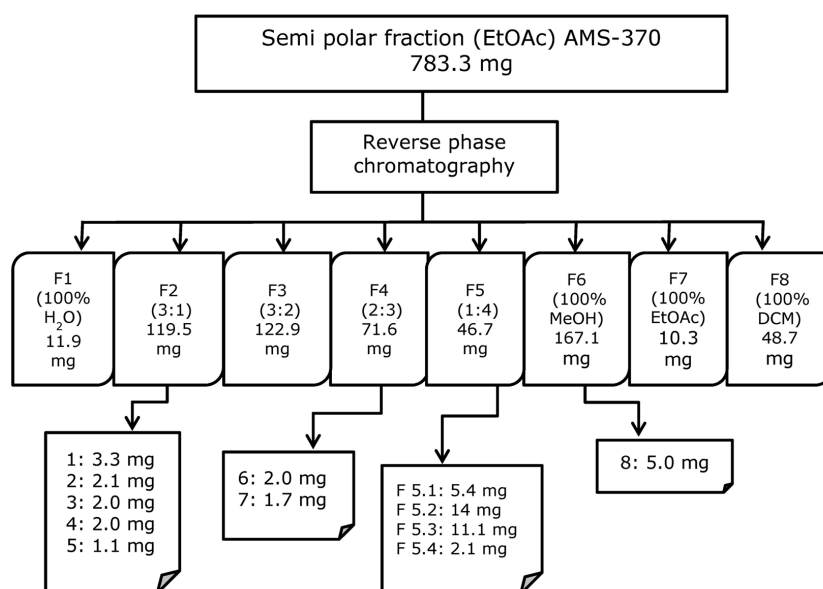 Semi polar fraction (EtOAc) AMS-370
783.3 mg
Reverse phase
chromatography
F1
(100%
H₂O)
11.9
mg
F2
(3:1)
119.5
mg
F3
(3:2)
122.9
mg
F4
(2:3)
71.6
mg
F5
(1:4)
46.7
mg
F6
(100%
MeOH)
167.1
mg
F7
(100%
EtOAc)
10.3
mg
F8
(100%
DCM)
48.7
mg
1: 3.3 mg
2: 2.1 mg
3: 2.0 mg
4: 2.0 mg
5: 1.1 mg
6: 2.0 mg
7: 1.7 mg
F 5.1: 5.4 mg
F 5.2: 14 mg
F 5.3: 11.1 mg
F 5.4: 2.1 mg
8: 5.0 mg